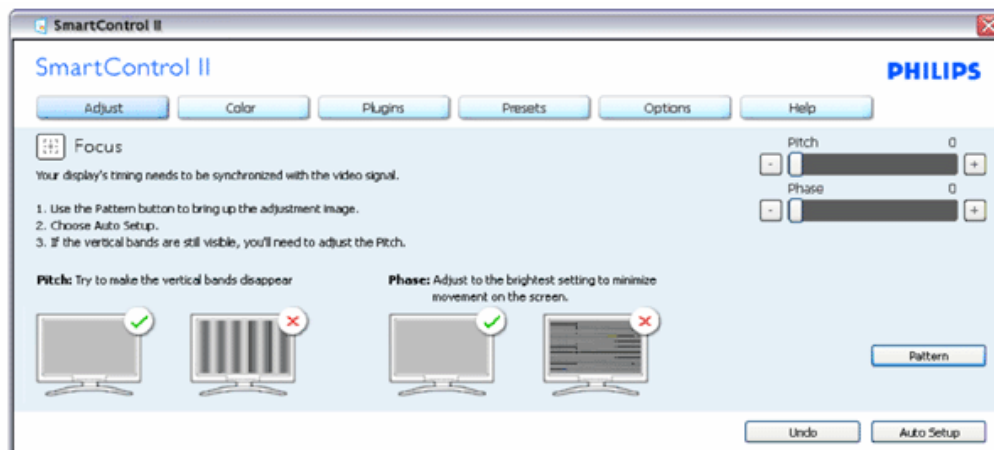 SmartControl II
SmartControl II
PHILIPS
Adjust Color Plugins Presets Options Help
Focus
Your display's timing needs to be synchronized with the video signal.
1. Use the Pattern button to bring up the adjustment image.
2. Choose Auto Setup.
3. If the vertical bands are still visible, you'll need to adjust the Pitch.
Pitch 0
- +
Phase 0
- +
Pitch: Try to make the vertical bands disappear
Phase: Adjust to the brightest setting to minimize
movement on the screen.
Pattern
Undo Auto Setup